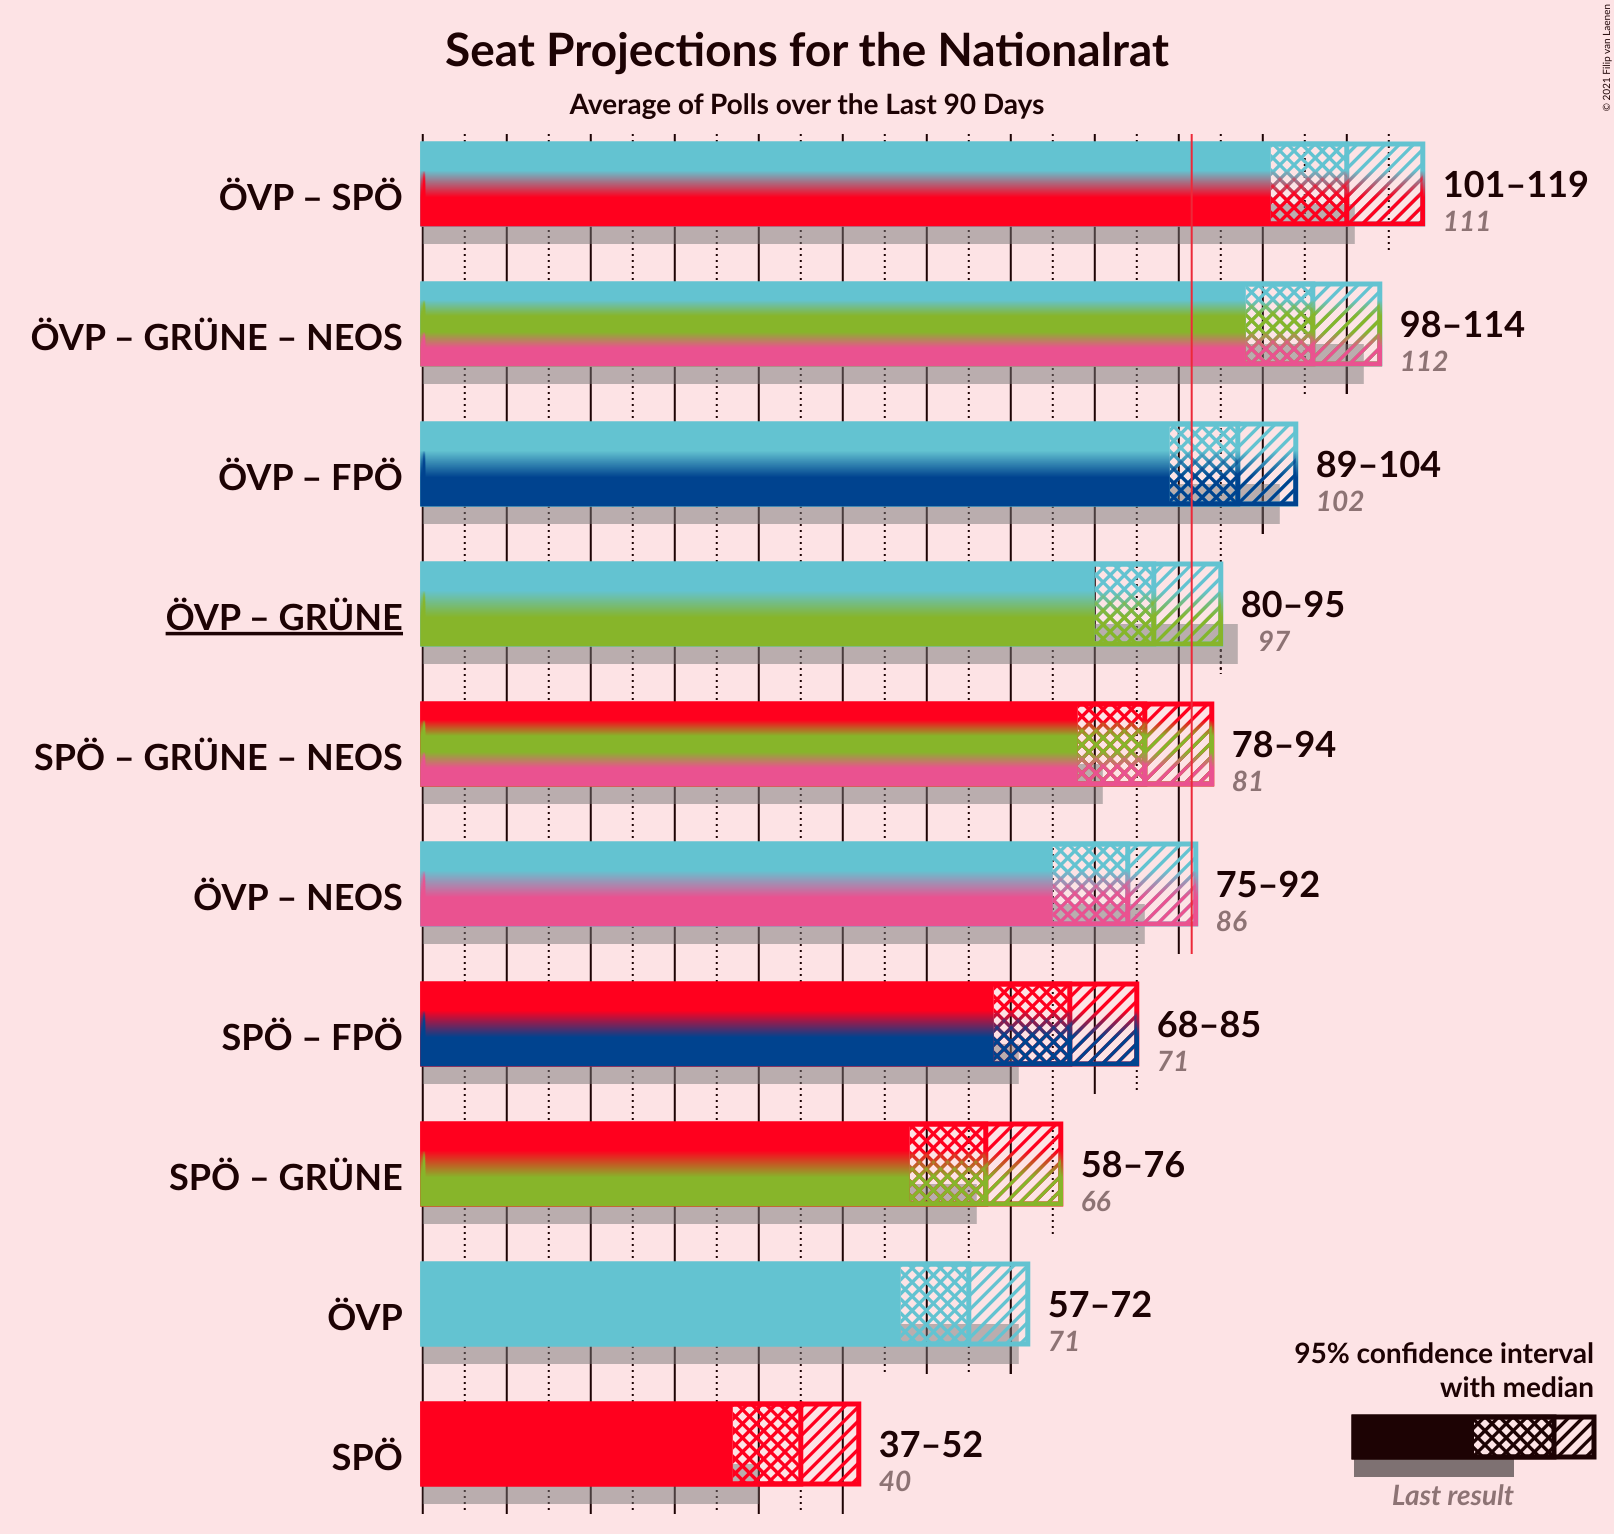 Seat Projections for the Nationalrat
Average of Polls over the Last 90 Days
© 2021 Filip van Laenen
ÖVP – SPÖ
101–119
111
ÖVP – GRÜNE – NEOS
98–114
112
ÖVP – FPÖ
89–104
102
ÖVP – GRÜNE
80–95
97
SPÖ – GRÜNE – NEOS
78–94
81
ÖVP – NEOS
75–92
86
SPÖ – FPÖ
68–85
71
SPÖ – GRÜNE
58–76
66
ÖVP
57–72
71
SPÖ
37–52
40
95% confidence interval
with median
Last result